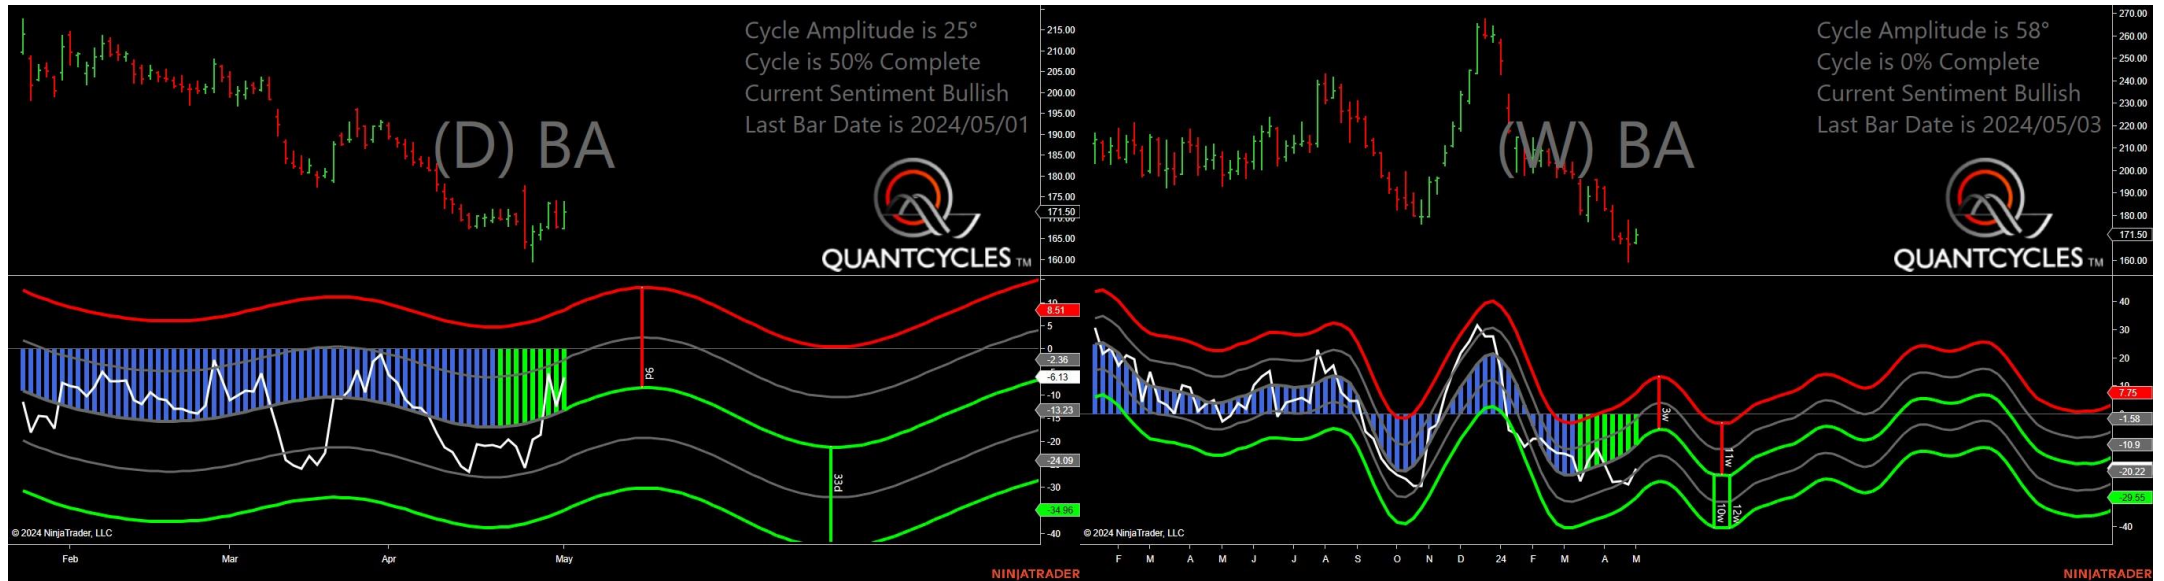 Cycle Amplitude is 25°
Cycle is 50% Complete
Current Sentiment Bullish
Last Bar Date is 2024/05/01
(D) BA
QUANTCYCLES TM
215.00
210.00
205.00
200.00
195.00
190.00
185.00
180.00
175.00
171.50
170.00
165.00
160.00
10
8.51
5
0
-2.36
-6.13
-10
-13.23
-15
-20
-24.09
-30
-34.96
-40
9d
33d
© 2024 NinjaTrader, LLC
Feb
Mar
Apr
May
NINJATRADER
Cycle Amplitude is 58°
Cycle is 0% Complete
Current Sentiment Bullish
Last Bar Date is 2024/05/03
(W) BA
QUANTCYCLES TM
270.00
260.00
250.00
240.00
230.00
220.00
210.00
200.00
190.00
180.00
171.50
160.00
40
30
20
10
7.75
-1.58
-10.9
-20.22
-29.55
-40
3w
11w
10w
12w
© 2024 NinjaTrader, LLC
F M A M J J A S O N D 24 F M A M
NINJATRADER